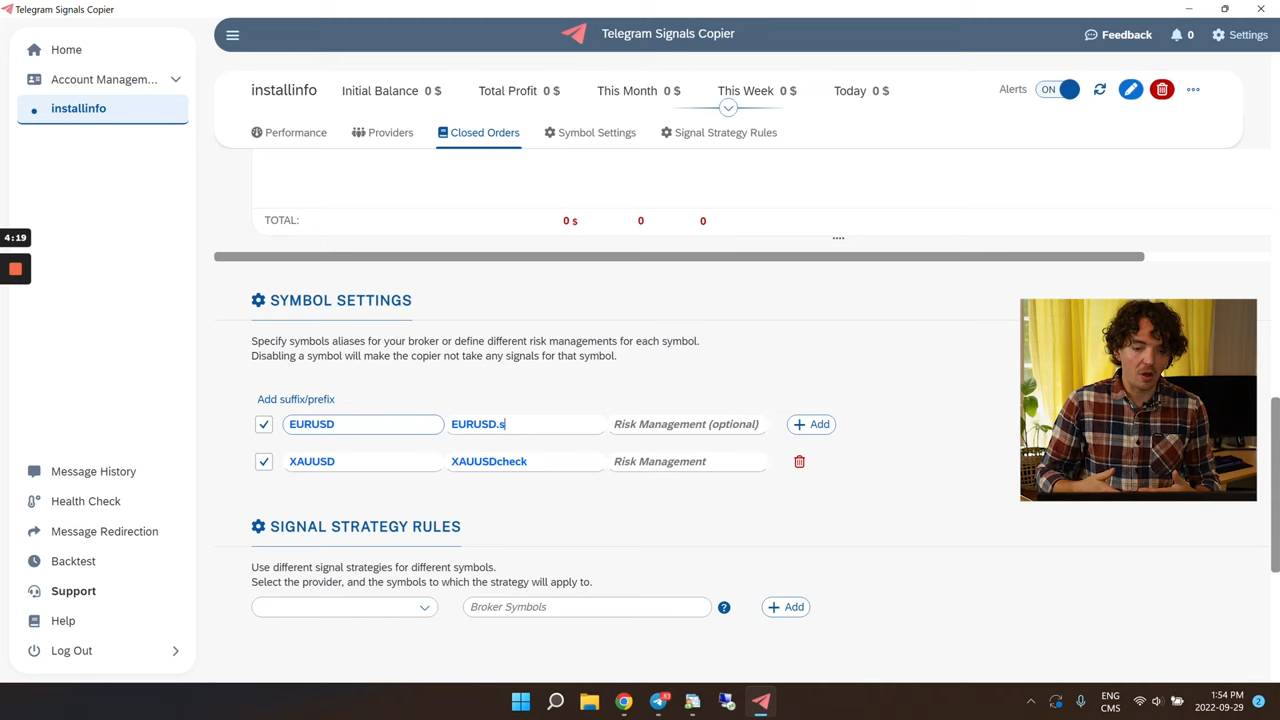 Telegram Signals Copier
Home
Account Managem...
installinfo
Telegram Signals Copier
Feedback
0
Settings
installinfo
Initial Balance 0 $
Total Profit 0 $
This Month 0 $
This Week 0 $
Today 0 $
Alerts
ON
Performance
Providers
Closed Orders
Symbol Settings
Signal Strategy Rules
TOTAL:
0 $
0
0
4:19
SYMBOL SETTINGS
Specify symbols aliases for your broker or define different risk managements for each symbol.
Disabling a symbol will make the copier not take any signals for that symbol.
Add suffix/prefix
EURUSD
EURUSD.s
Risk Management (optional)
+ Add
XAUUSD
XAUUSDcheck
Risk Management
SIGNAL STRATEGY RULES
Use different signal strategies for different symbols.
Select the provider, and the symbols to which the strategy will apply to.
Broker Symbols
?
+ Add
Message History
Health Check
Message Redirection
Backtest
Support
Help
Log Out
83
ENG
CMS
1:54 PM
2022-09-29
2